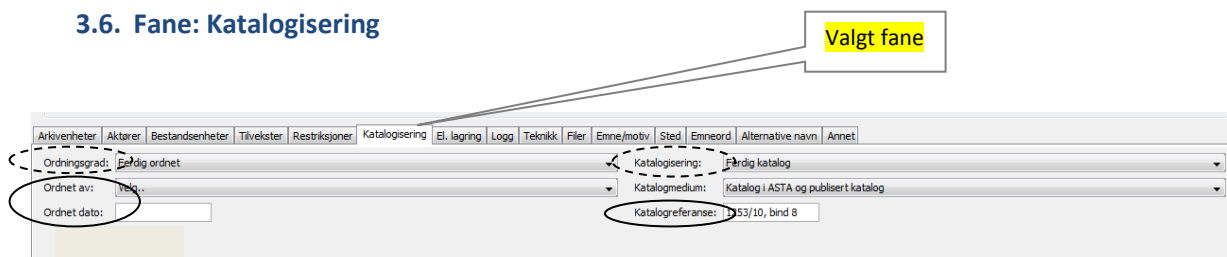 3.6. Fane: Katalogisering
Valgt fane
Arkivenheter Aktører Bestandsenheter Tilvekster Restriksjoner Katalogisering El. lagring Logg Teknikk Filer Emne/motiv Sted Emneord Alternative navn Annet
Ordningsgrad: Ferdig ordnet Katalogisering: Ferdig katalog
Ordnet av: Velg.. Katalogmedium: Katalog i ASTA og publisert katalog
Ordnet dato: Katalogreferanse: 1253/10, bind 8